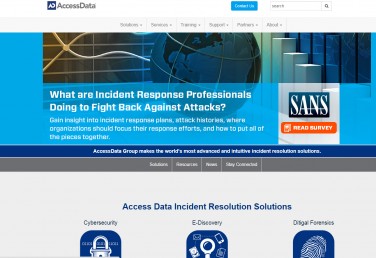 AccessData
Contact Us
search
Solutions
Services
Training
Support
Partners
About
What are Incident Response Professionals
Doing to Fight Back Against Attacks?
Gain insight into incident response plans, attack histories, where
organizations should focus their response efforts, and how to put all of
the pieces together.
SANS
READ SURVEY
AccessData Group makes the world's most advanced and intuitive incident resolution solutions.
Solutions
Resources
News
Stay Connected
Access Data Incident Resolution Solutions
Cybersecurity
E-Discovery
Ditigal Forensics